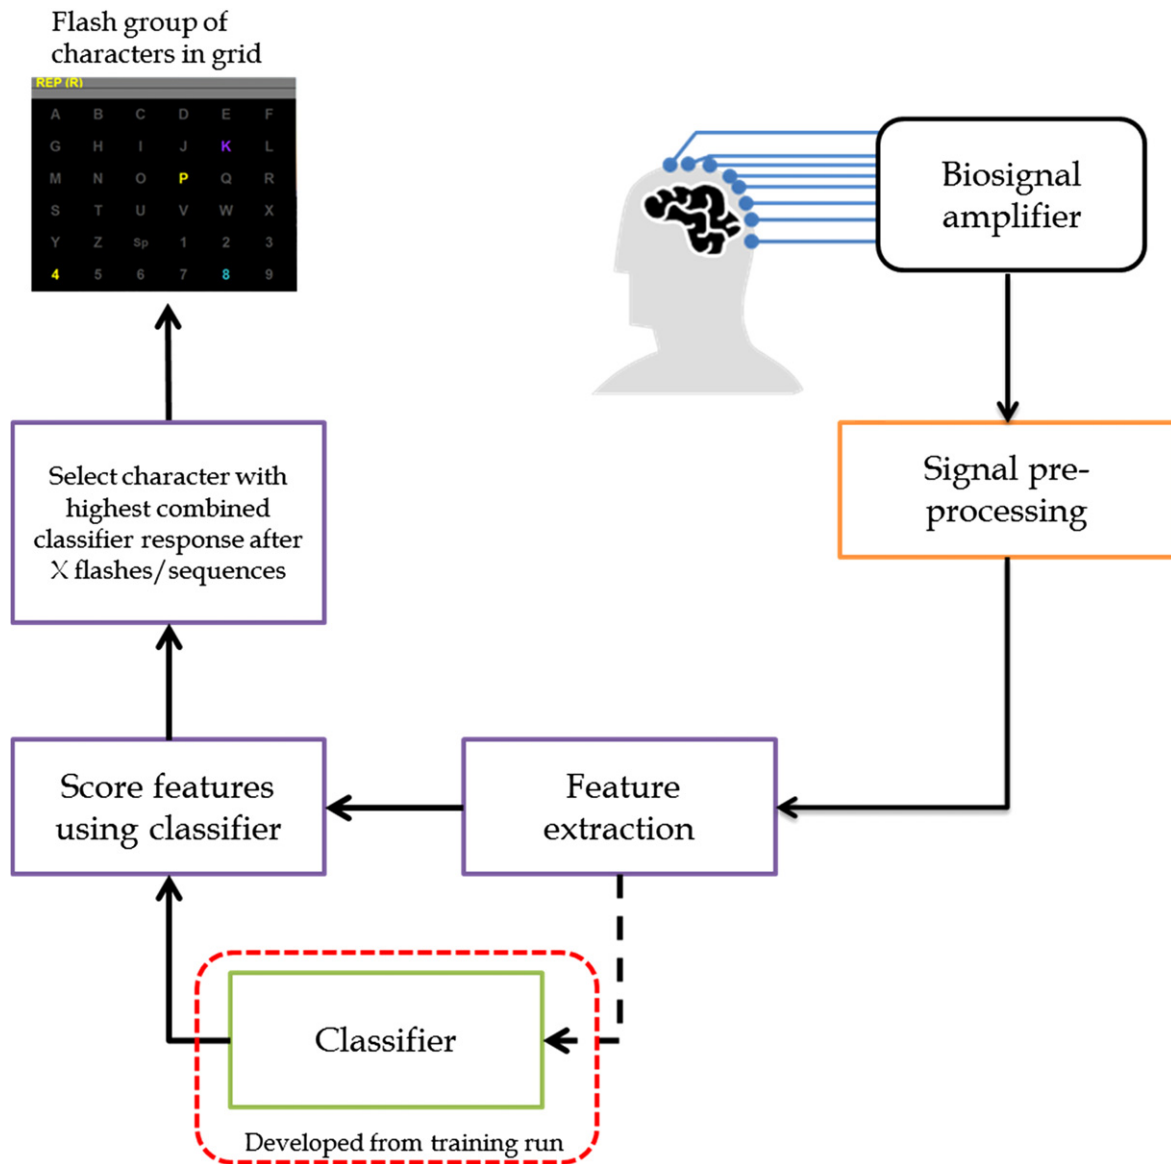 Flash group of
characters in grid
REP (R)
A B C D E F
G H I J K L
M N O P Q R
S T U V W X
Y Z Sp 1 2 3
4 5 6 7 8 9
Biosignal
amplifier
Signal pre-
processing
Select character with
highest combined
classifier response after
X flashes/sequences
Score features
using classifier
Feature
extraction
Classifier
Developed from training run